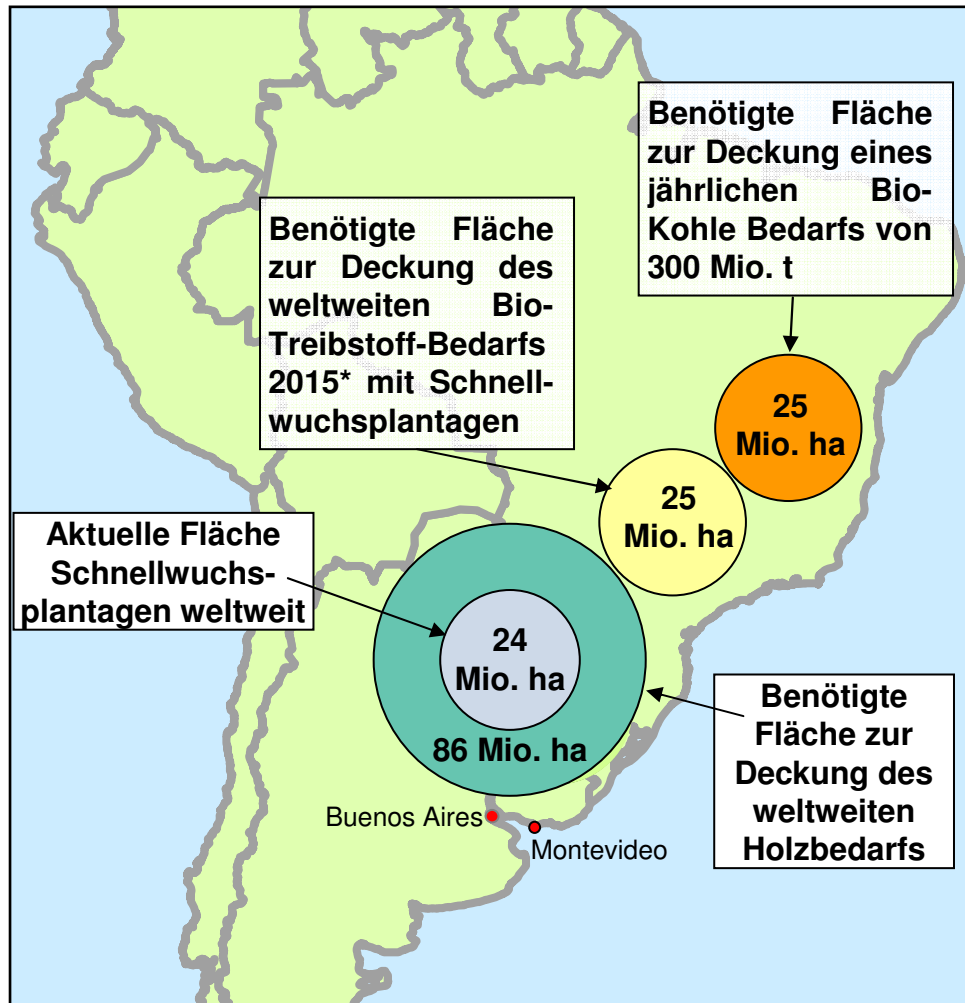 Benötigte Fläche
zur Deckung eines
jährlichen Bio-
Kohle Bedarfs von
300 Mio. t
Benötigte Fläche
zur Deckung des
weltweiten Bio-
Treibstoff-Bedarfs
2015* mit Schnell-
wuchsplantagen
25
Mio. ha
25
Mio. ha
Aktuelle Fläche
Schnellwuchs-
plantagen weltweit
24
Mio. ha
86 Mio. ha
Benötigte
Fläche zur
Deckung des
weltweiten
Holzbedarfs
Buenos Aires
Montevideo